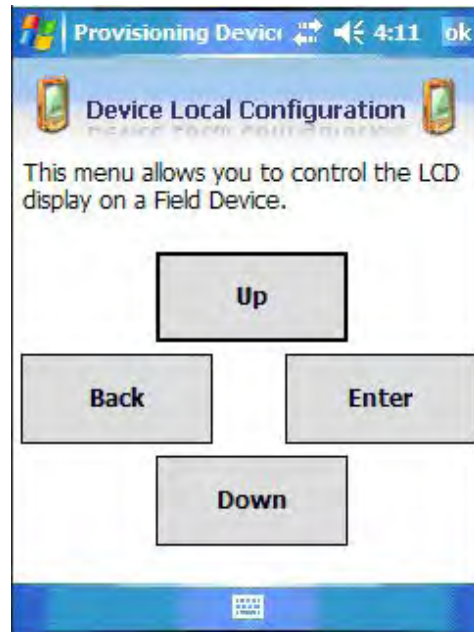 Provisioning Device 4:11 ok
Device Local Configuration
This menu allows you to control the LCD
display on a Field Device.
Up
Back Enter
Down